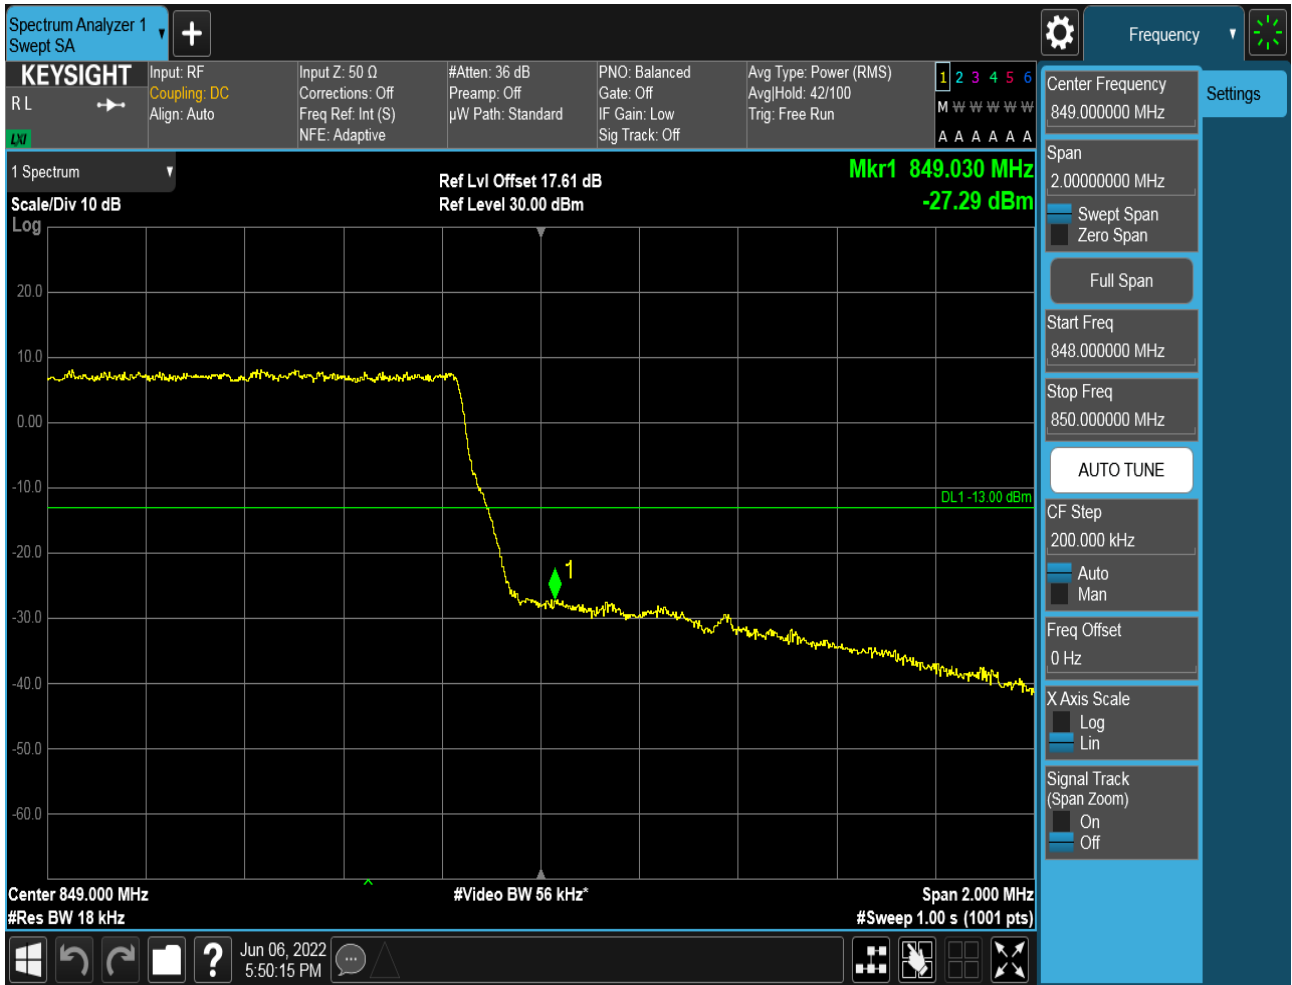 Spectrum Analyzer 1
Swept SA
Frequency
KEYSIGHT
R L
LXI
Input: RF
Coupling: DC
Align: Auto
Input Z: 50 Ω
Corrections: Off
Freq Ref: Int (S)
NFE: Adaptive
#Atten: 36 dB
Preamp: Off
µW Path: Standard
PNO: Balanced
Gate: Off
IF Gain: Low
Sig Track: Off
Avg Type: Power (RMS)
Avg|Hold: 42/100
Trig: Free Run
1 2 3 4 5 6
M W W W W W
A A A A A A
Center Frequency
849.000000 MHz
Settings
Span
2.00000000 MHz
Swept Span
Zero Span
Full Span
Start Freq
848.000000 MHz
Stop Freq
850.000000 MHz
AUTO TUNE
CF Step
200.000 kHz
Auto
Man
Freq Offset
0 Hz
X Axis Scale
Log
Lin
Signal Track
(Span Zoom)
On
Off
1 Spectrum
Scale/Div 10 dB
Log
Ref Lvl Offset 17.61 dB
Ref Level 30.00 dBm
Mkr1 849.030 MHz
-27.29 dBm
20.0
10.0
0.00
-10.0
DL1 -13.00 dBm
-20.0
1
-30.0
-40.0
-50.0
-60.0
Center 849.000 MHz
#Video BW 56 kHz*
Span 2.000 MHz
#Res BW 18 kHz
#Sweep 1.00 s (1001 pts)
?
Jun 06, 2022
5:50:15 PM